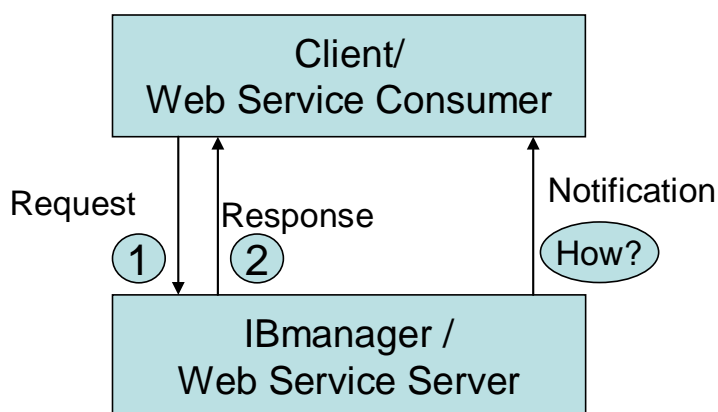 Client/
Web Service Consumer
Request
Response
Notification
1
2
How?
IBmanager /
Web Service Server